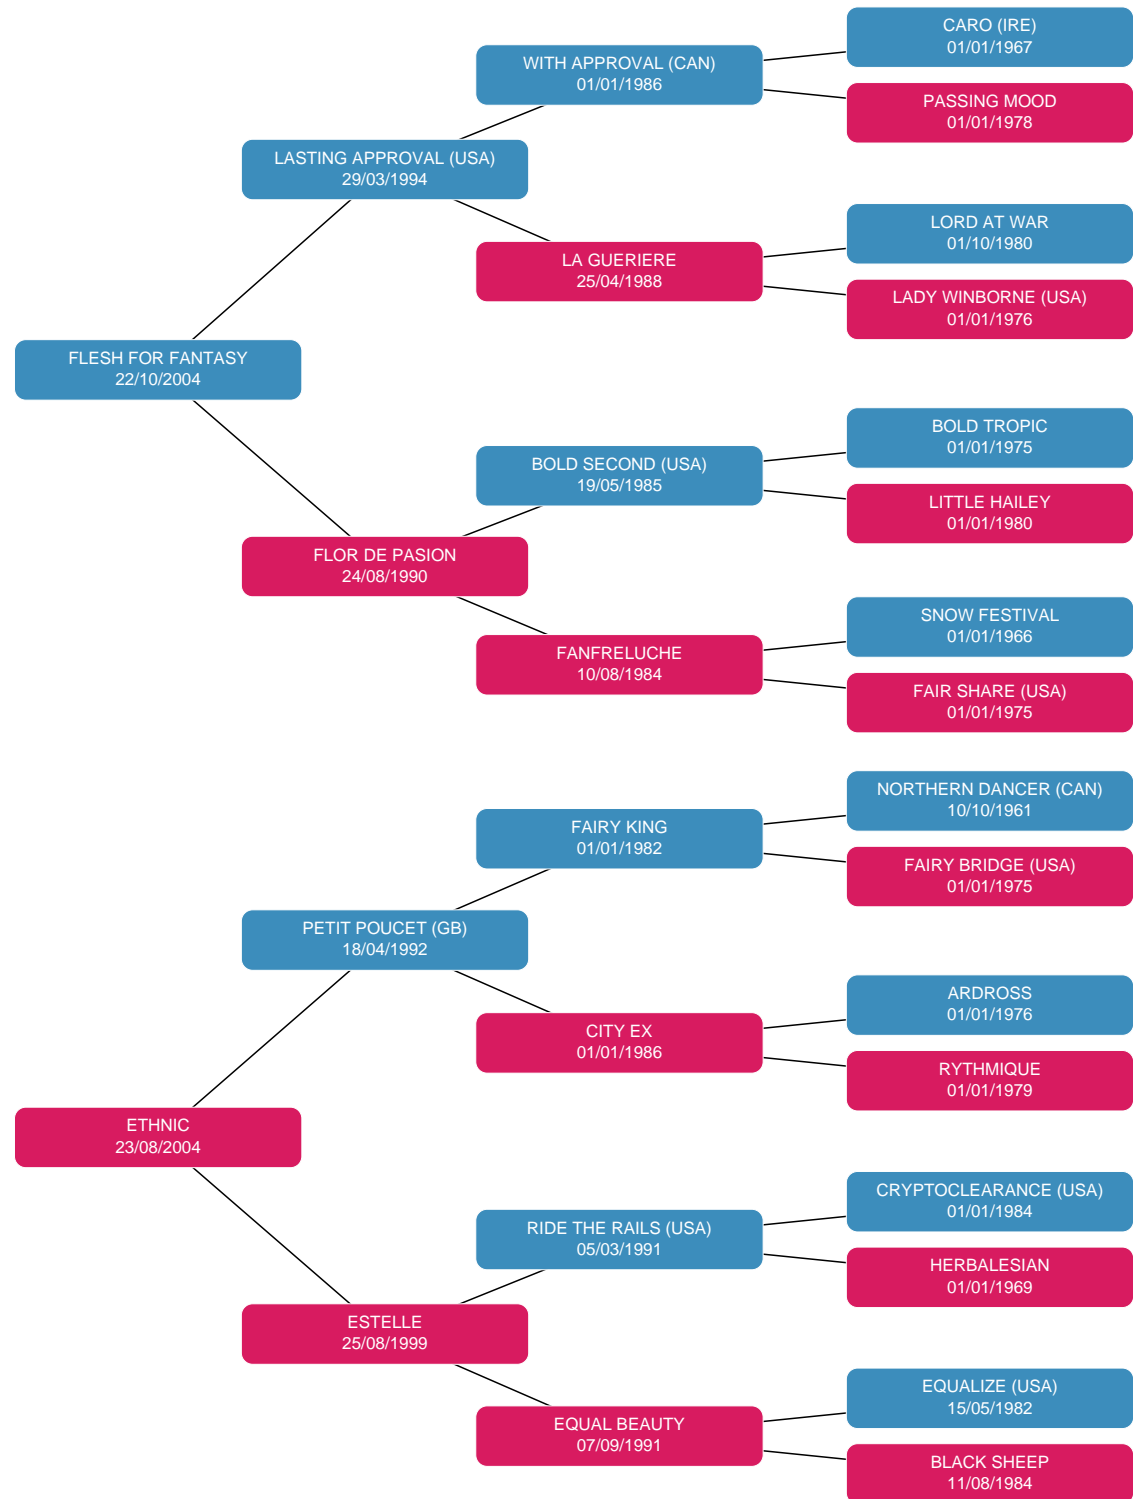 CARO (IRE)
01/01/1967
WITH APPROVAL (CAN)
01/01/1986
PASSING MOOD
01/01/1978
LASTING APPROVAL (USA)
29/03/1994
LORD AT WAR
01/10/1980
LA GUERIERE
25/04/1988
LADY WINBORNE (USA)
01/01/1976
FLESH FOR FANTASY
22/10/2004
BOLD TROPIC
01/01/1975
BOLD SECOND (USA)
19/05/1985
LITTLE HAILEY
01/01/1980
FLOR DE PASION
24/08/1990
SNOW FESTIVAL
01/01/1966
FANFRELUCHE
10/08/1984
FAIR SHARE (USA)
01/01/1975
NORTHERN DANCER (CAN)
10/10/1961
FAIRY KING
01/01/1982
FAIRY BRIDGE (USA)
01/01/1975
PETIT POUCET (GB)
18/04/1992
ARDROSS
01/01/1976
CITY EX
01/01/1986
RYTHMIQUE
01/01/1979
ETHNIC
23/08/2004
CRYPTOCLEARANCE (USA)
01/01/1984
RIDE THE RAILS (USA)
05/03/1991
HERBALESIAN
01/01/1969
ESTELLE
25/08/1999
EQUALIZE (USA)
15/05/1982
EQUAL BEAUTY
07/09/1991
BLACK SHEEP
11/08/1984